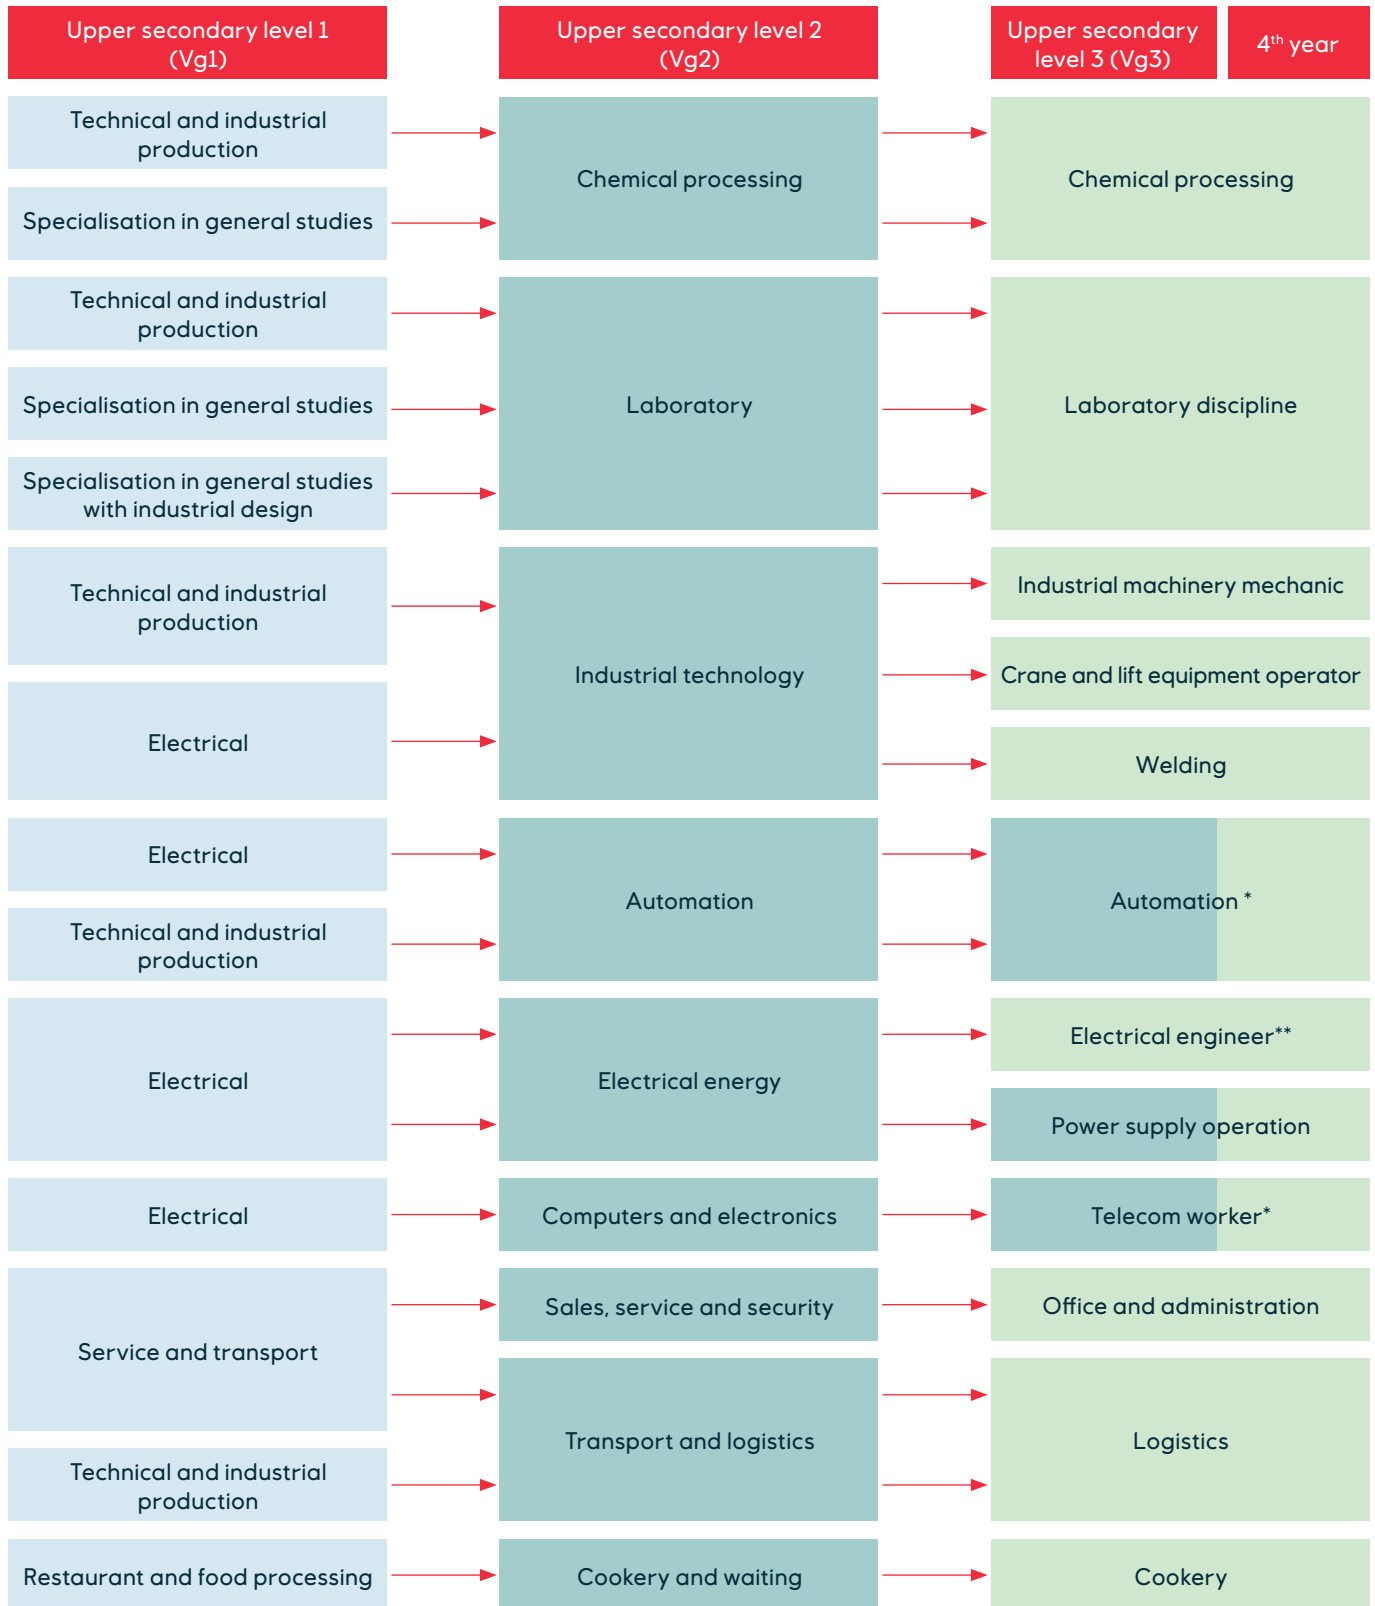 Upper secondary level 1
(Vg1)
Upper secondary level 2
(Vg2)
Upper secondary
level 3 (Vg3)
4th year
Technical and industrial
production
Chemical processing
Chemical processing
Specialisation in general studies
Technical and industrial
production
Specialisation in general studies
Laboratory
Laboratory discipline
Specialisation in general studies
with industrial design
Technical and industrial
production
Industrial technology
Industrial machinery mechanic
Crane and lift equipment operator
Electrical
Welding
Electrical
Automation
Automation *
Technical and industrial
production
Electrical
Electrical energy
Electrical engineer**
Power supply operation
Electrical
Computers and electronics
Telecom worker*
Service and transport
Sales, service and security
Office and administration
Transport and logistics
Logistics
Technical and industrial
production
Restaurant and food processing
Cookery and waiting
Cookery